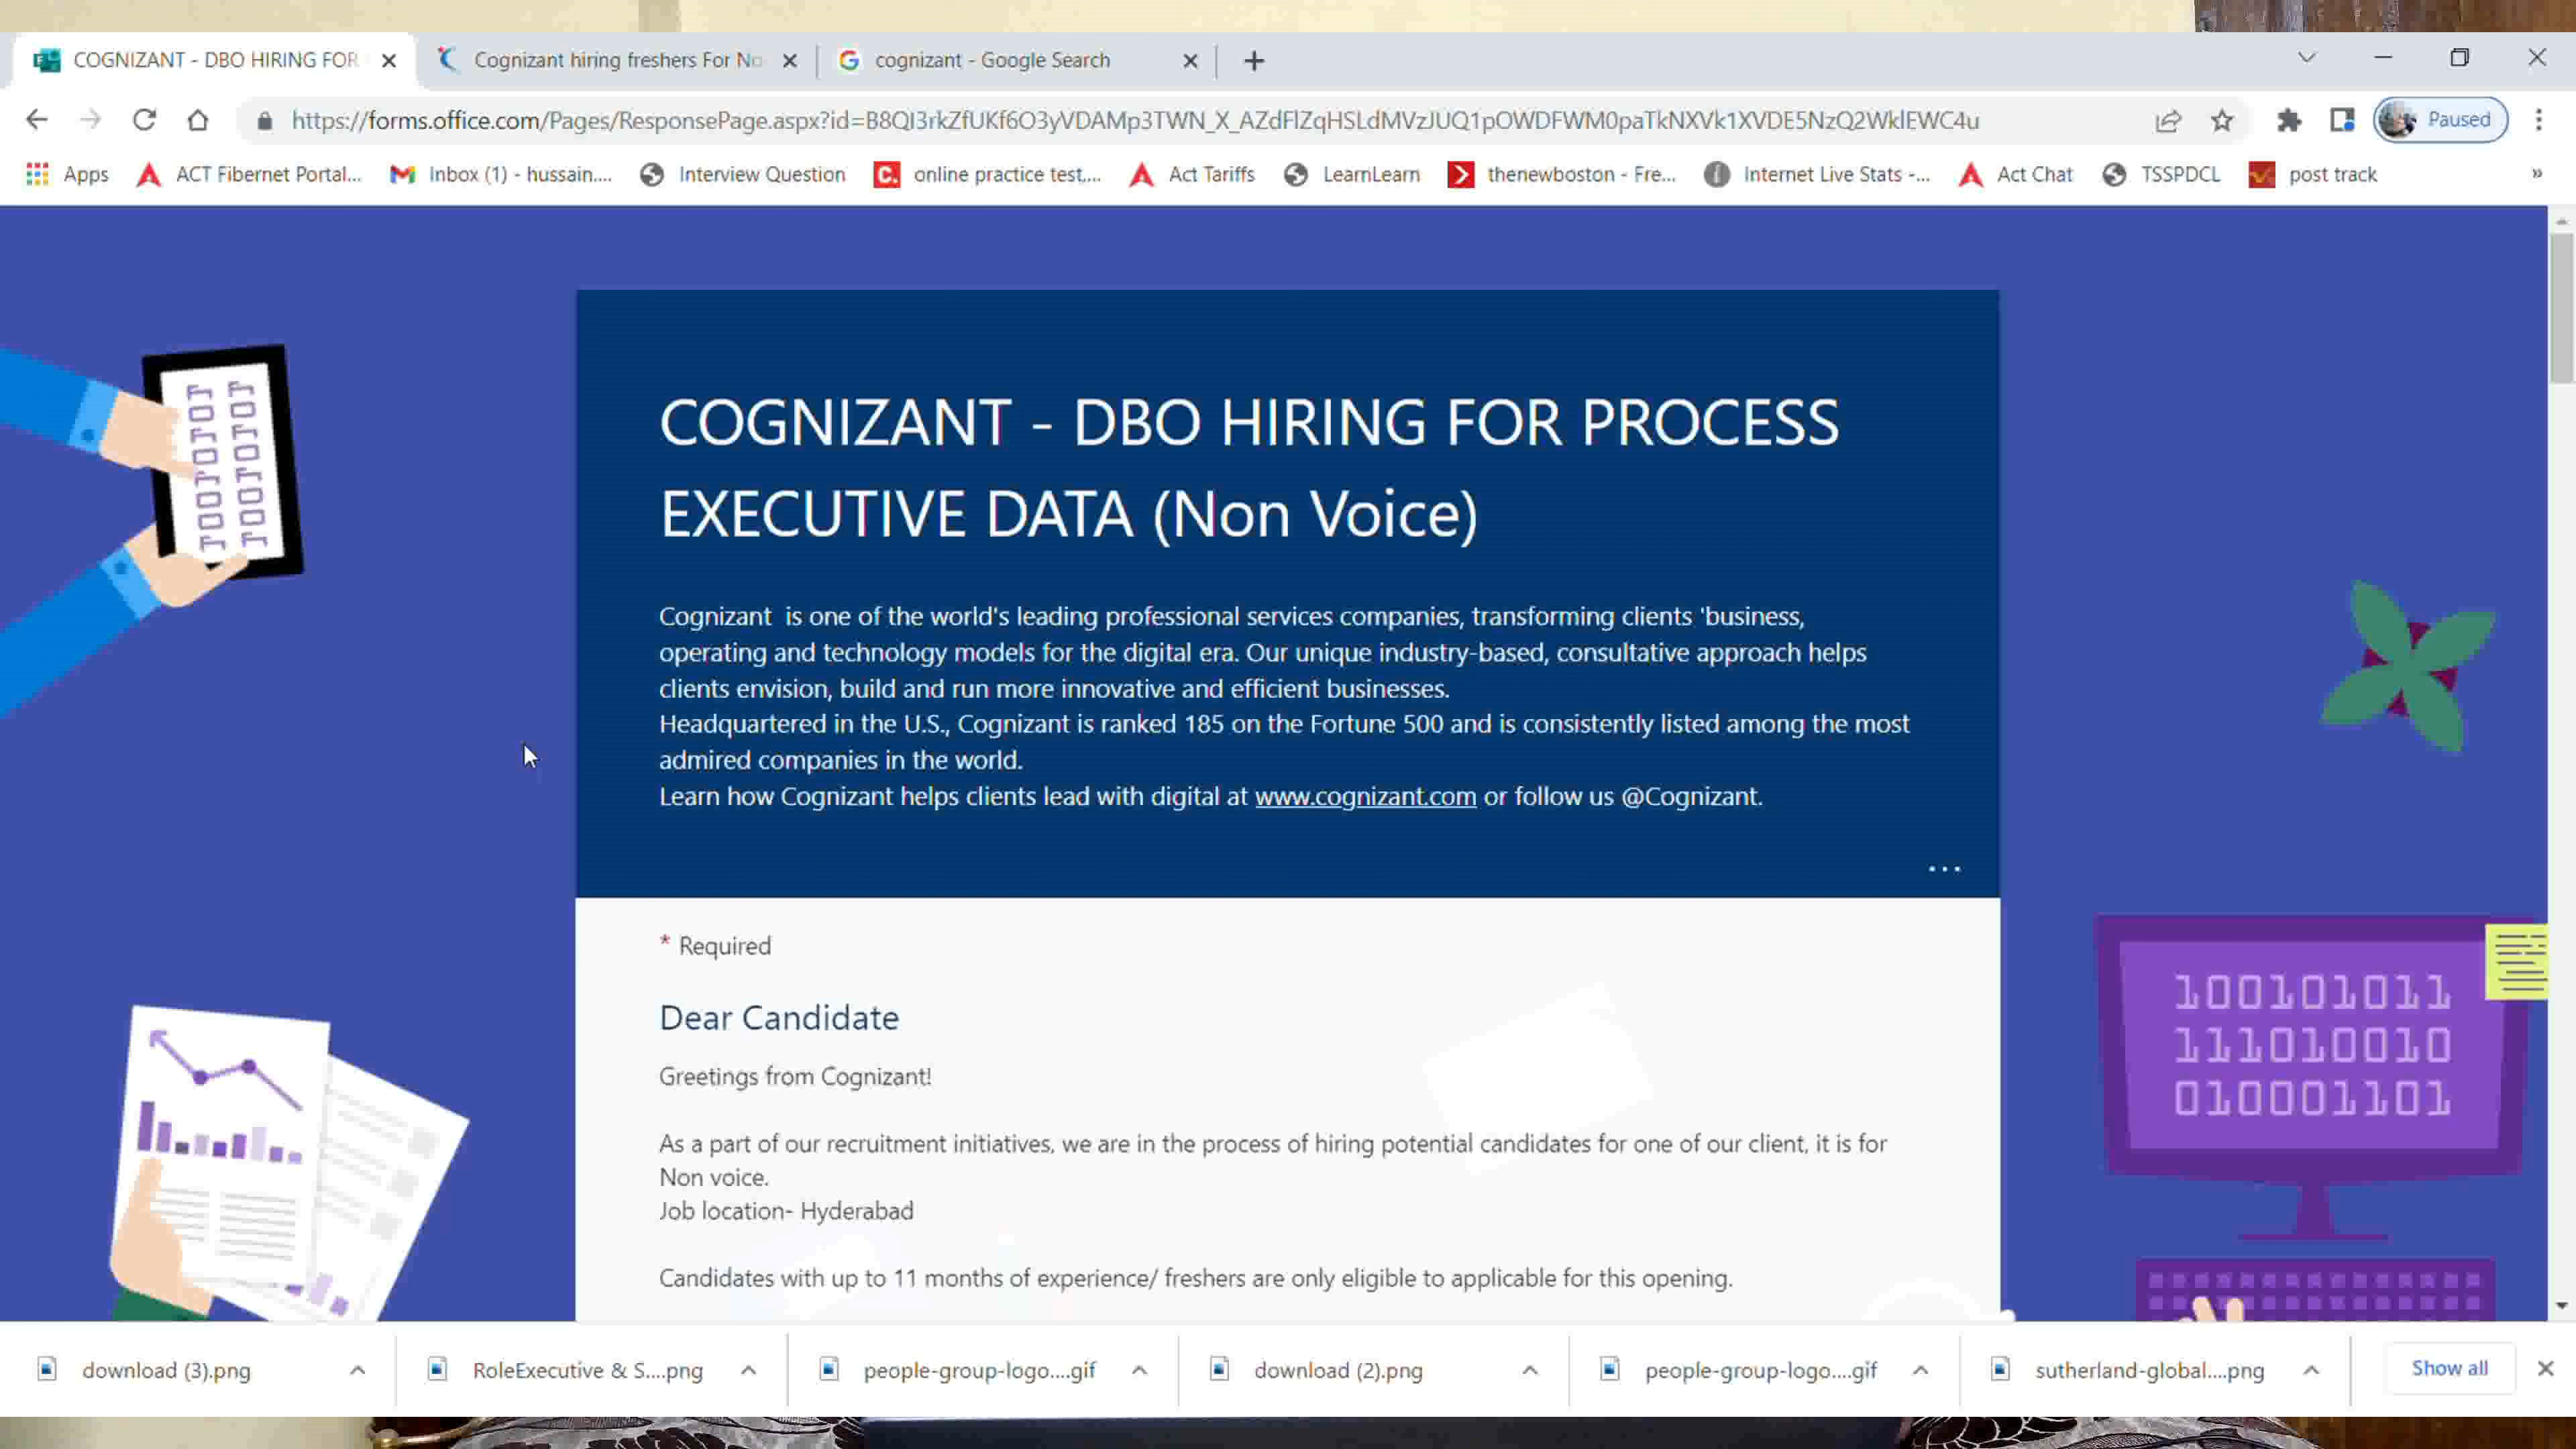 COGNIZANT - DBO HIRING FOR
Cognizant hiring freshers For No
cognizant - Google Search
https://forms.office.com/Pages/ResponsePage.aspx?id=B8QI3rkZfUKf6O3yVDAMp3TWN_X_AZdFlZqHSLdMVzJUQ1pOWDFWM0paTkNXVk1XVDE5NzQ2WklEWC4u
Paused
Apps
ACT Fibernet Portal...
Inbox (1) - hussain....
Interview Question
C.
online practice test,...
Act Tariffs
LearnLearn
thenewboston - Fre...
Internet Live Stats -...
Act Chat
TSSPDCL
post track
»
COGNIZANT - DBO HIRING FOR PROCESS
EXECUTIVE DATA (Non Voice)
Cognizant  is one of the world's leading professional services companies, transforming clients 'business,
operating and technology models for the digital era. Our unique industry-based, consultative approach helps
clients envision, build and run more innovative and efficient businesses.
Headquartered in the U.S., Cognizant is ranked 185 on the Fortune 500 and is consistently listed among the most
admired companies in the world.
Learn how Cognizant helps clients lead with digital at www.cognizant.com or follow us @Cognizant.
...
* Required
Dear Candidate
Greetings from Cognizant!
As a part of our recruitment initiatives, we are in the process of hiring potential candidates for one of our client, it is for
Non voice.
Job location- Hyderabad
Candidates with up to 11 months of experience/ freshers are only eligible to applicable for this opening.
100101011
111010010
010001101
download (3).png
RoleExecutive & S....png
people-group-logo....gif
download (2).png
people-group-logo....gif
sutherland-global....png
Show all